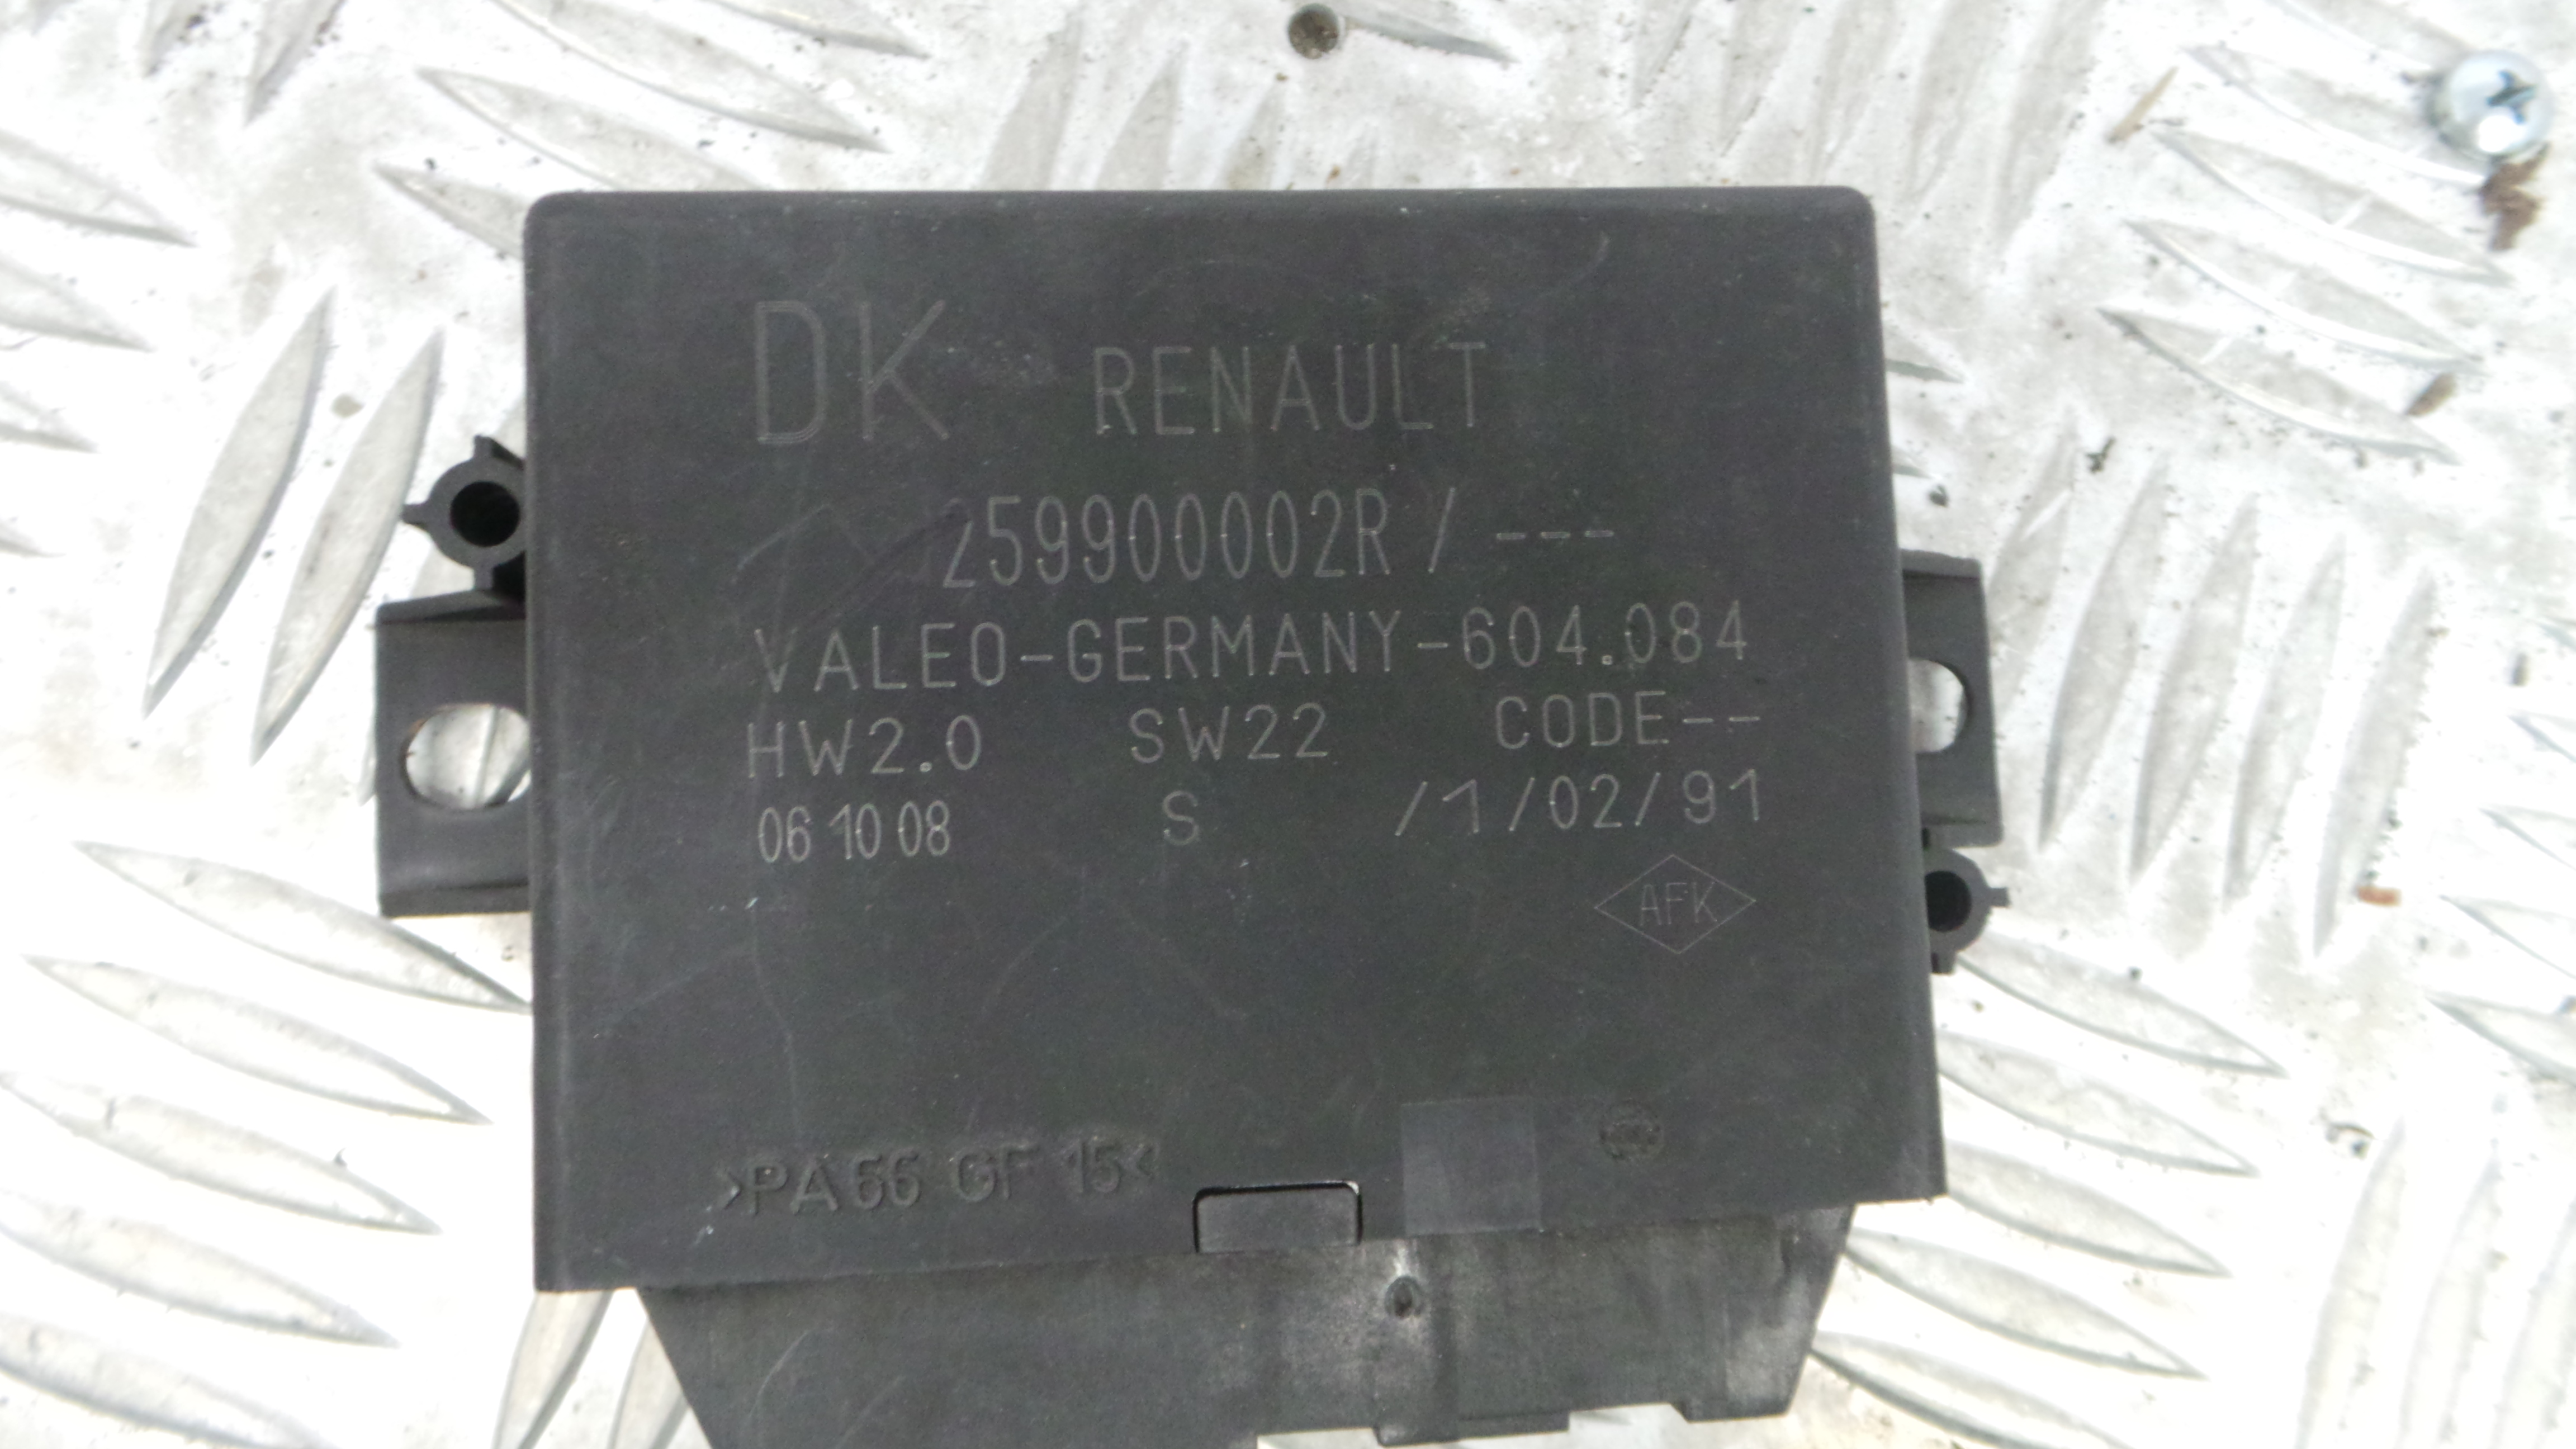 DK RENAULT
259900002R / ---
VALEO-GERMANY-604.084
HW2.0 SW22 CODE--
06 10 08 S /1/02/91
AFK
>PA66 GF 15<